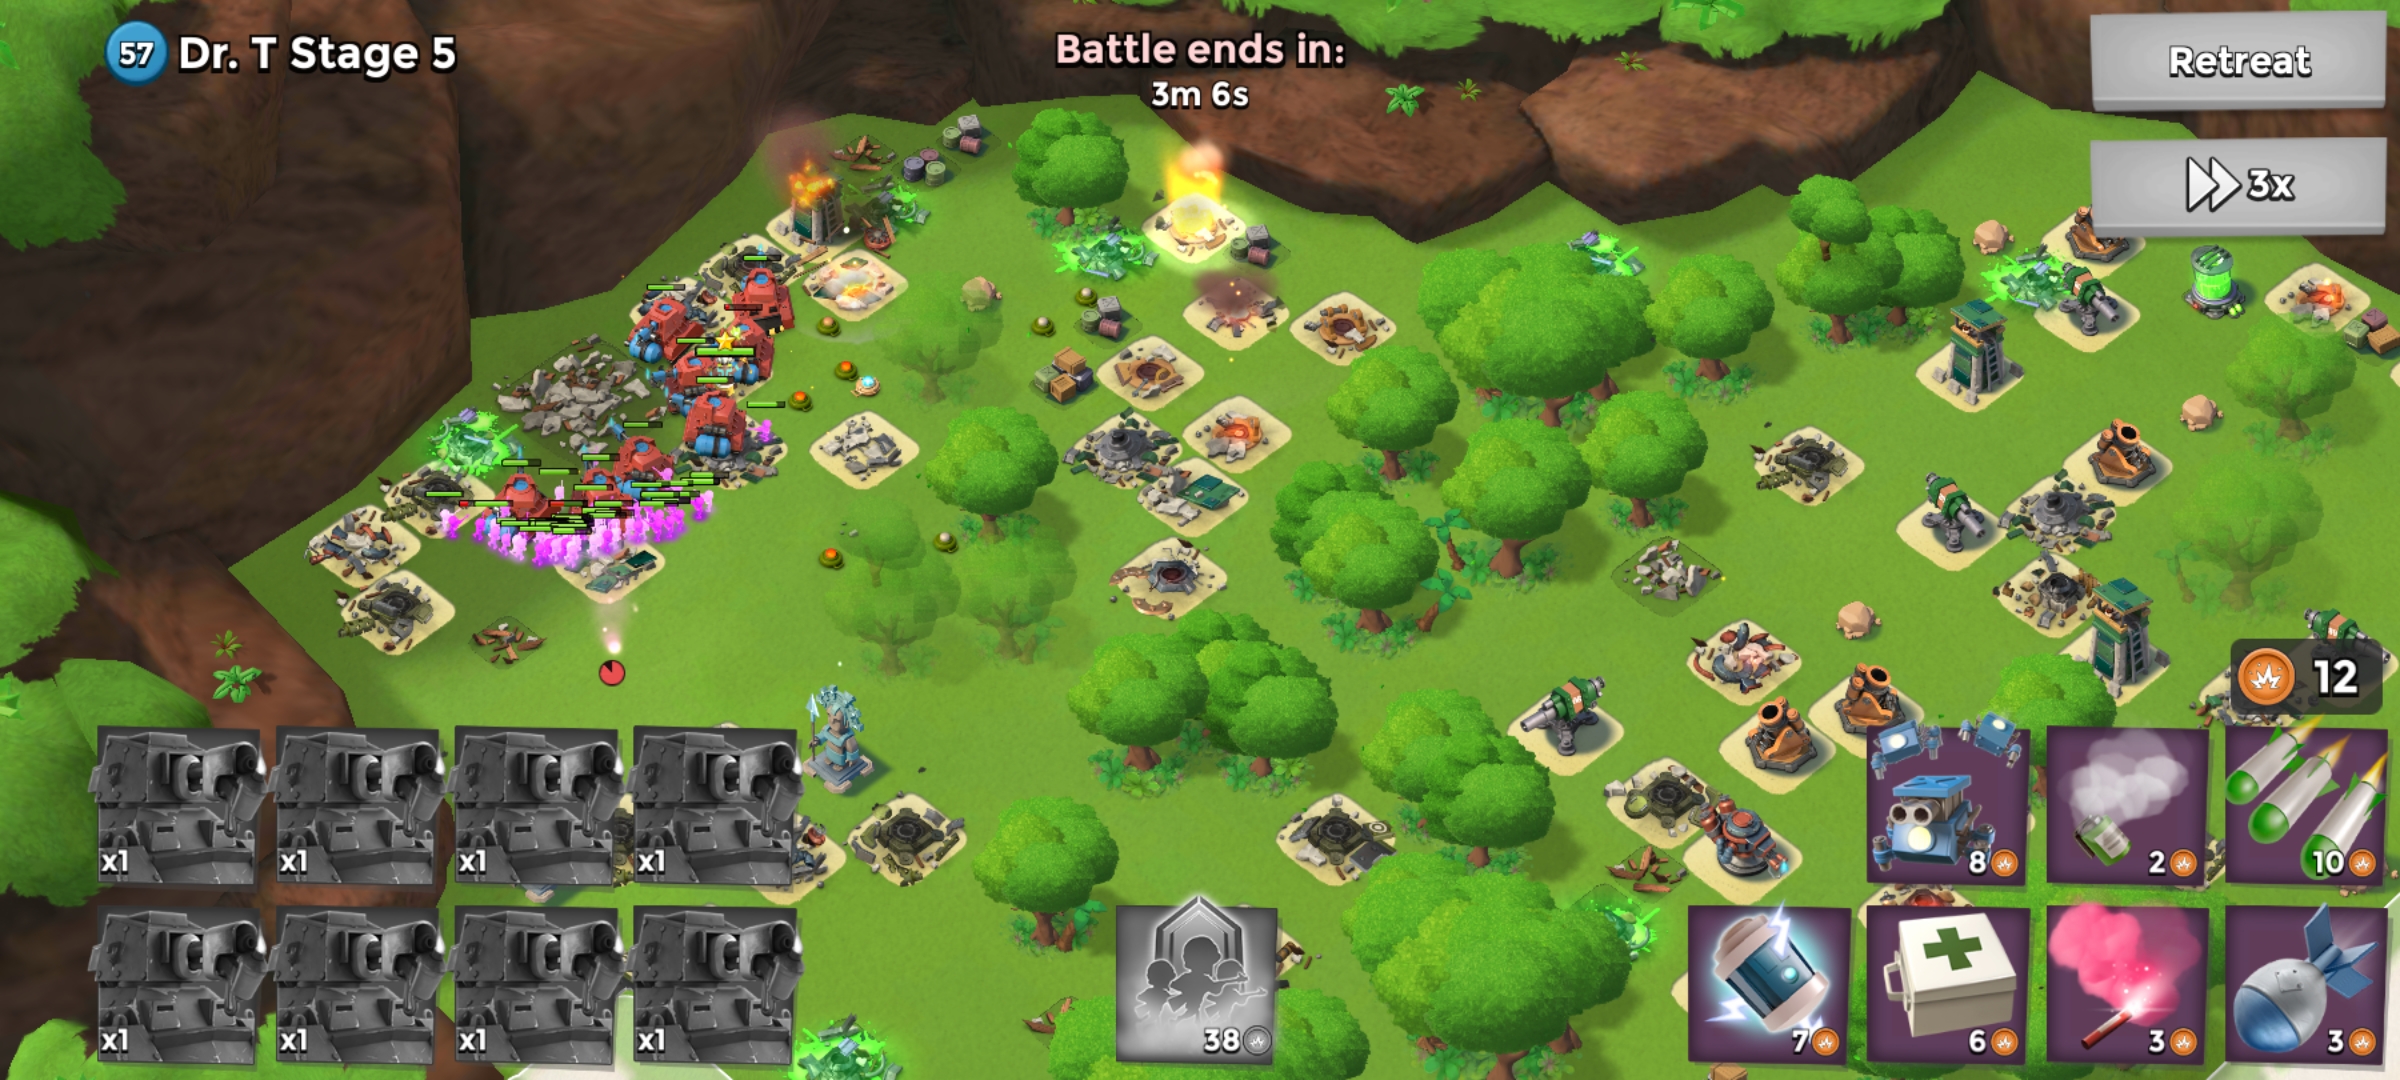 57 Dr. T Stage 5
Battle ends in:
3m 6s
Retreat
3x
12
x1 x1 x1 x1
8 2 10
x1 x1 x1 x1
38
7 6 3 3